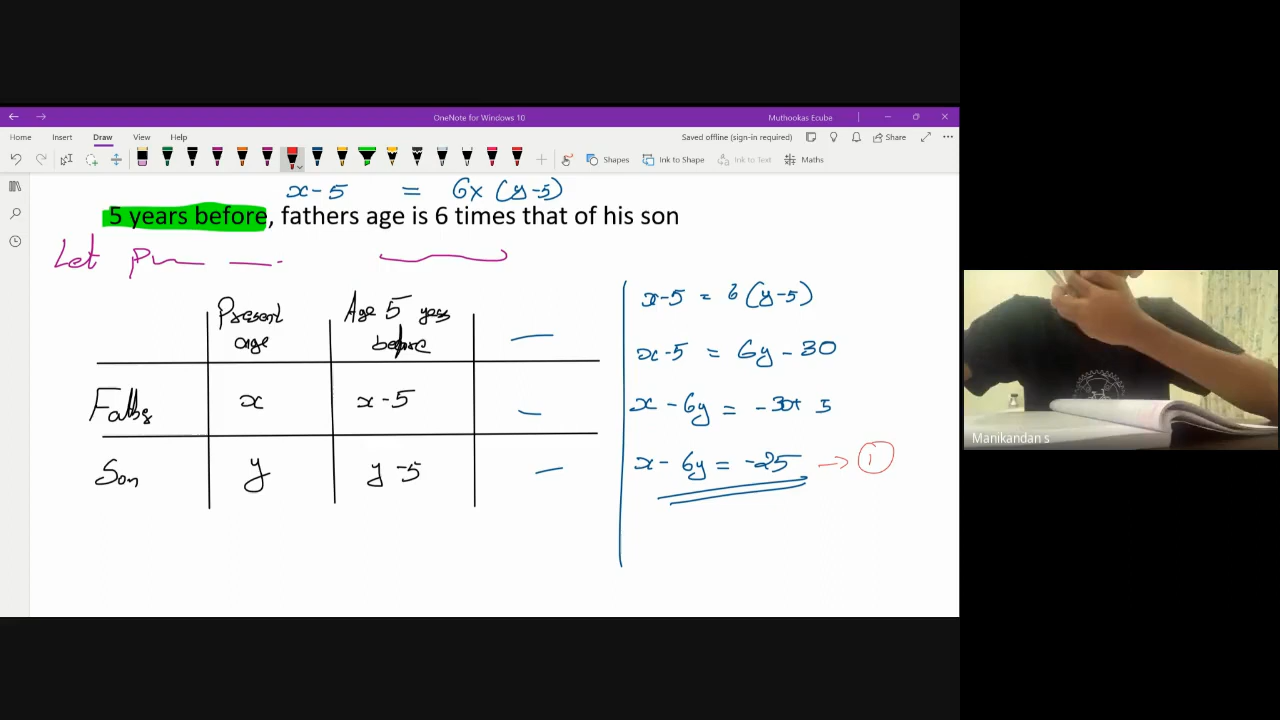 OneNote for Windows 10
Muthookas Ecube
Home Insert Draw View Help
Saved offline (sign-in required) Share
Shapes Ink to Shape Ink to Text Maths
x-5 = 6x (y-5)
5 years before, fathers age is 6 times that of his son
Let
Present age
Age 5 years before
x x-5
Son y y-5
x-5 = 6(y-5)
x-5 = 6y-30
x - 6y = -30+5
x - 6y = -25
Manikandan s